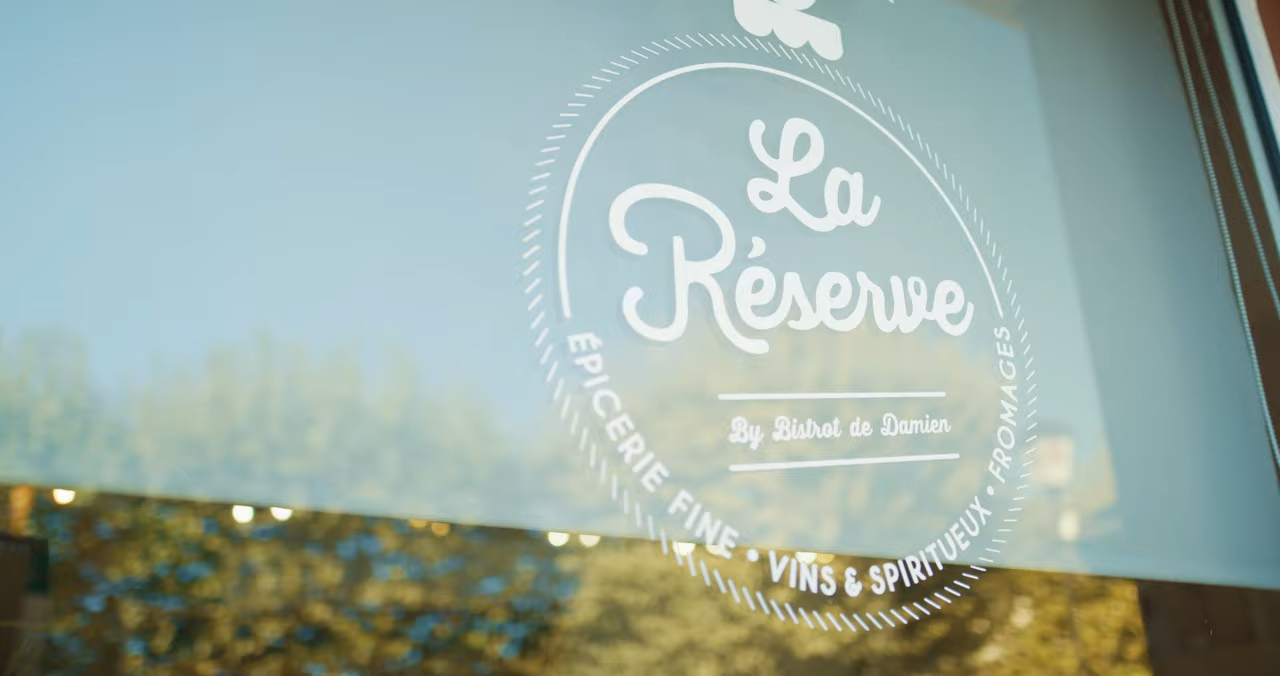 La
Réserve
By Bistrot de Damien
ÉPICERIE FINE • VINS & SPIRITUEUX • FROMAGES